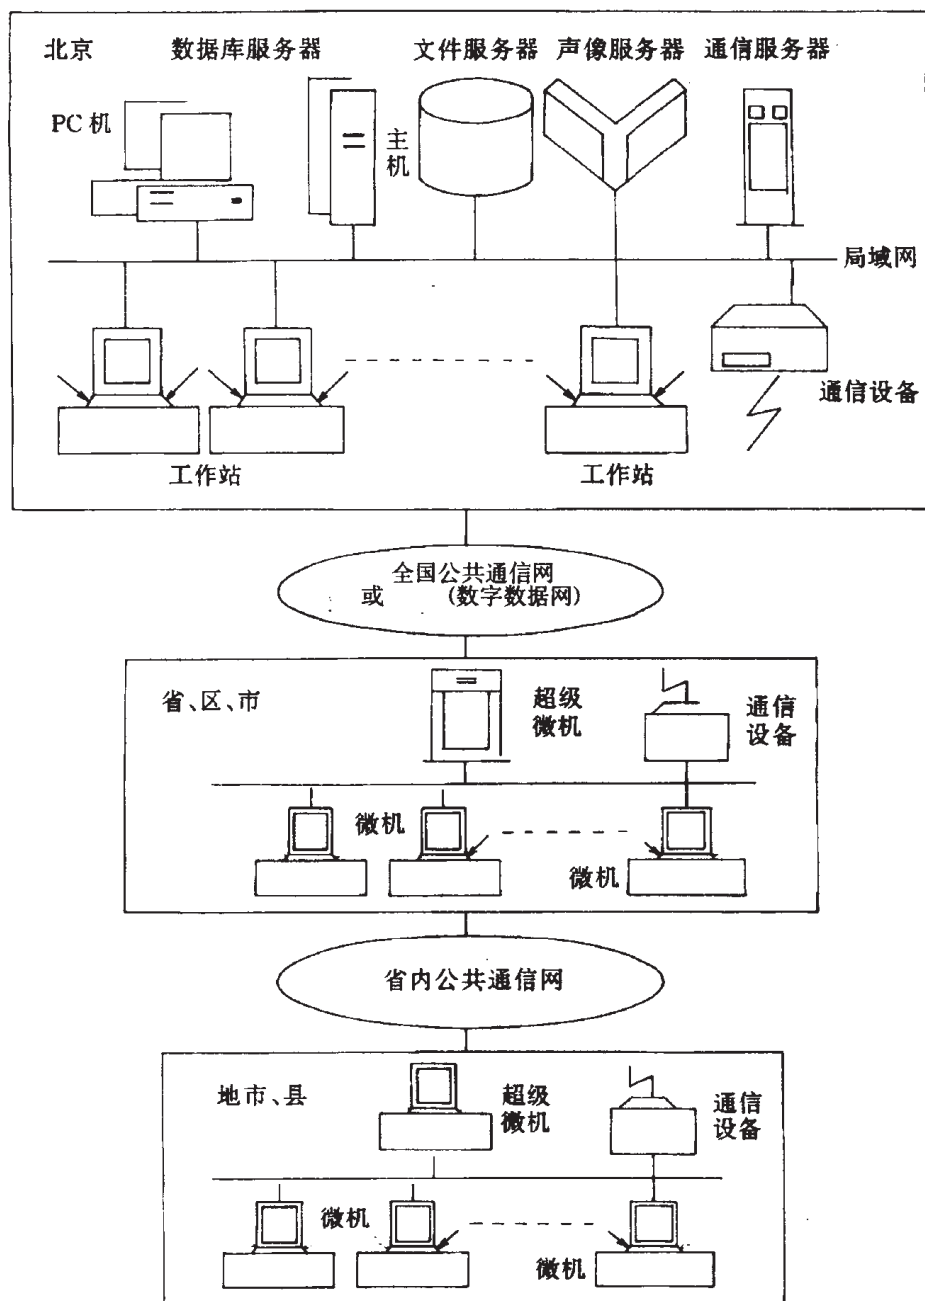 北京
数据库服务器
文件服务器
声像服务器
通信服务器
PC机
主
机
局域网
通信设备
工作站
工作站
全国公共通信网
或 (数字数据网)
省、区、市
超级
微机
通信
设备
微机
微机
省内公共通信网
地市、县
超级
微机
通信
设备
微机
微机